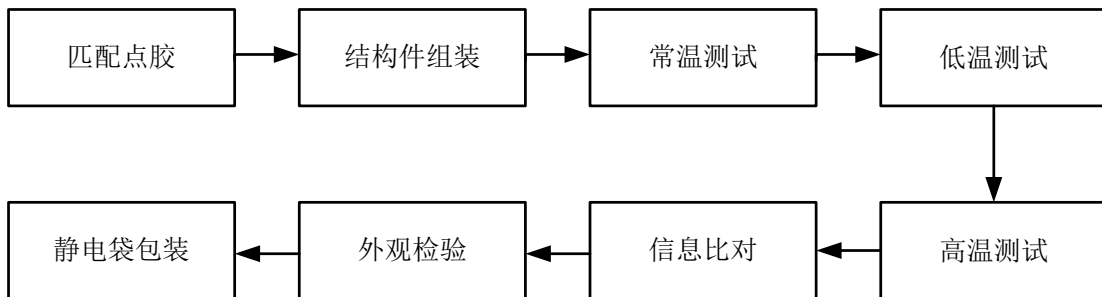 匹配点胶
结构件组装
常温测试
低温测试
高温测试
信息比对
外观检验
静电袋包装